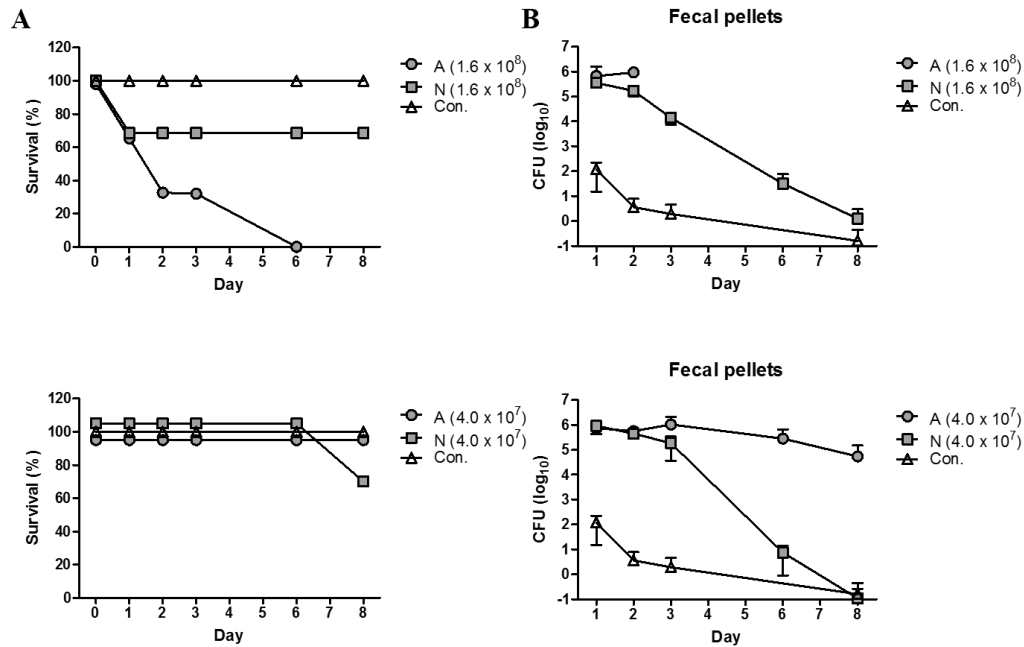 A
120
100
80
60
40
20
0
Survival (%)
0 1 2 3 4 5 6 7 8
Day
A (1.6 x 10⁸)
N (1.6 x 10⁸)
Con.
B
Fecal pellets
7
6
5
4
3
2
1
0
-1
CFU (log₁₀)
1 2 3 4 5 6 7 8
Day
A (1.6 x 10⁸)
N (1.6 x 10⁸)
Con.
120
100
80
60
40
20
0
Survival (%)
0 1 2 3 4 5 6 7 8
Day
A (4.0 x 10⁷)
N (4.0 x 10⁷)
Con.
Fecal pellets
7
6
5
4
3
2
1
0
-1
CFU (log₁₀)
1 2 3 4 5 6 7 8
Day
A (4.0 x 10⁷)
N (4.0 x 10⁷)
Con.